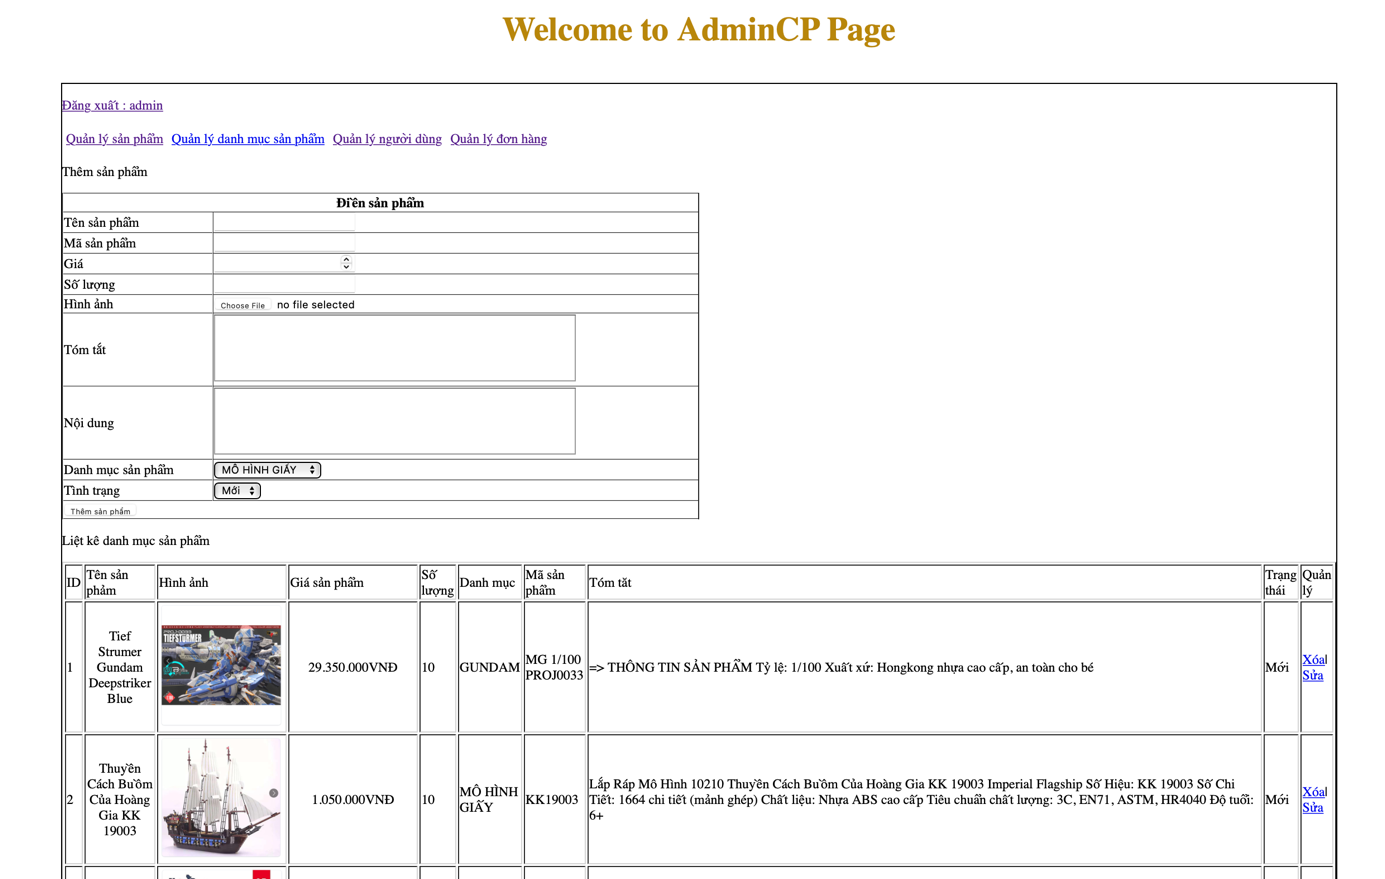 Welcome to AdminCP Page
Đăng xuất : admin
Quản lý sản phẩm Quản lý danh mục sản phẩm Quản lý người dùng Quản lý đơn hàng
Thêm sản phẩm
Điền sản phẩm
Tên sản phẩm
Mã sản phẩm
Giá
Số lượng
Hình ảnh Choose File no file selected
Tóm tắt
Nội dung
Danh mục sản phẩm MÔ HÌNH GIẤY
Tình trạng Mới
Thêm sản phẩm
Liệt kê danh mục sản phẩm
ID
Tên sản
phảm
Hình ảnh
Giá sản phẩm
Số
lượng
Danh mục
Mã sản
phẩm
Tóm tắt
Trạng
thái
Quản
lý
1
Tief
Strumer
Gundam
Deepstriker
Blue
TIEFSTÜRMER
29.350.000VNĐ
10
GUNDAM
MG 1/100
PROJ0033
=> THÔNG TIN SẢN PHẨM Tỷ lệ: 1/100 Xuất xứ: Hongkong nhựa cao cấp, an toàn cho bé
Mới
Xóa|
Sửa
2
Thuyền
Cách Buồm
Của Hoàng
Gia KK
19003
1.050.000VNĐ
10
MÔ HÌNH
GIẤY
KK19003
Lắp Ráp Mô Hình 10210 Thuyền Cách Buồm Của Hoàng Gia KK 19003 Imperial Flagship Số Hiệu: KK 19003 Số Chi
Tiết: 1664 chi tiết (mảnh ghép) Chất liệu: Nhựa ABS cao cấp Tiêu chuẩn chất lượng: 3C, EN71, ASTM, HR4040 Độ tuổi:
6+
Mới
Xóa|
Sửa